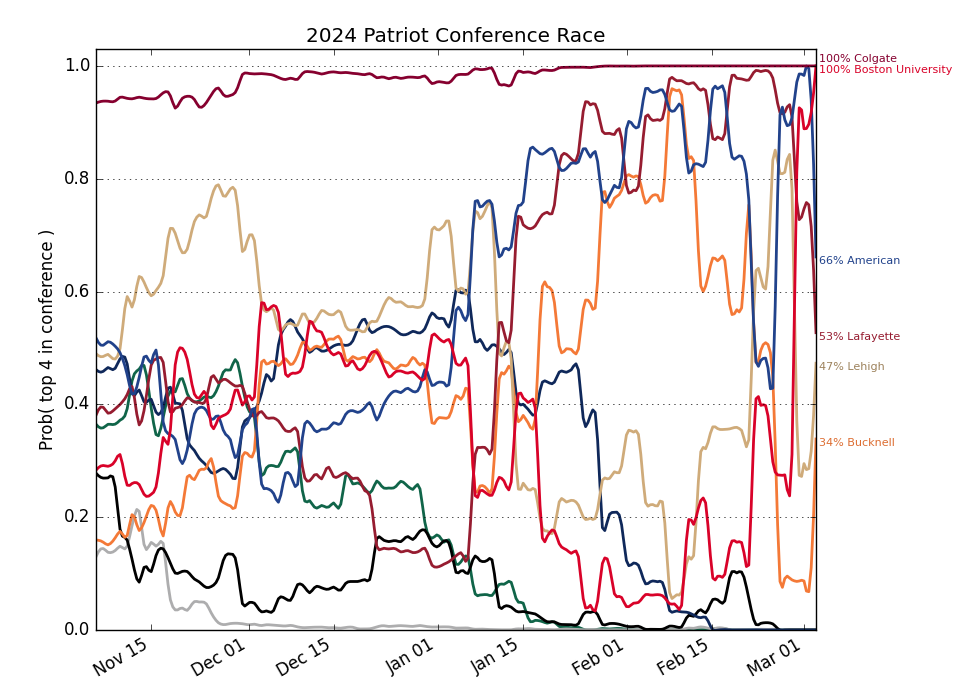 2024 Patriot Conference Race
Prob( top 4 in conference )
1.0
0.8
0.6
0.4
0.2
0.0
Nov 15
Dec 01
Dec 15
Jan 01
Jan 15
Feb 01
Feb 15
Mar 01
100% Colgate
100% Boston University
66% American
53% Lafayette
47% Lehigh
34% Bucknell